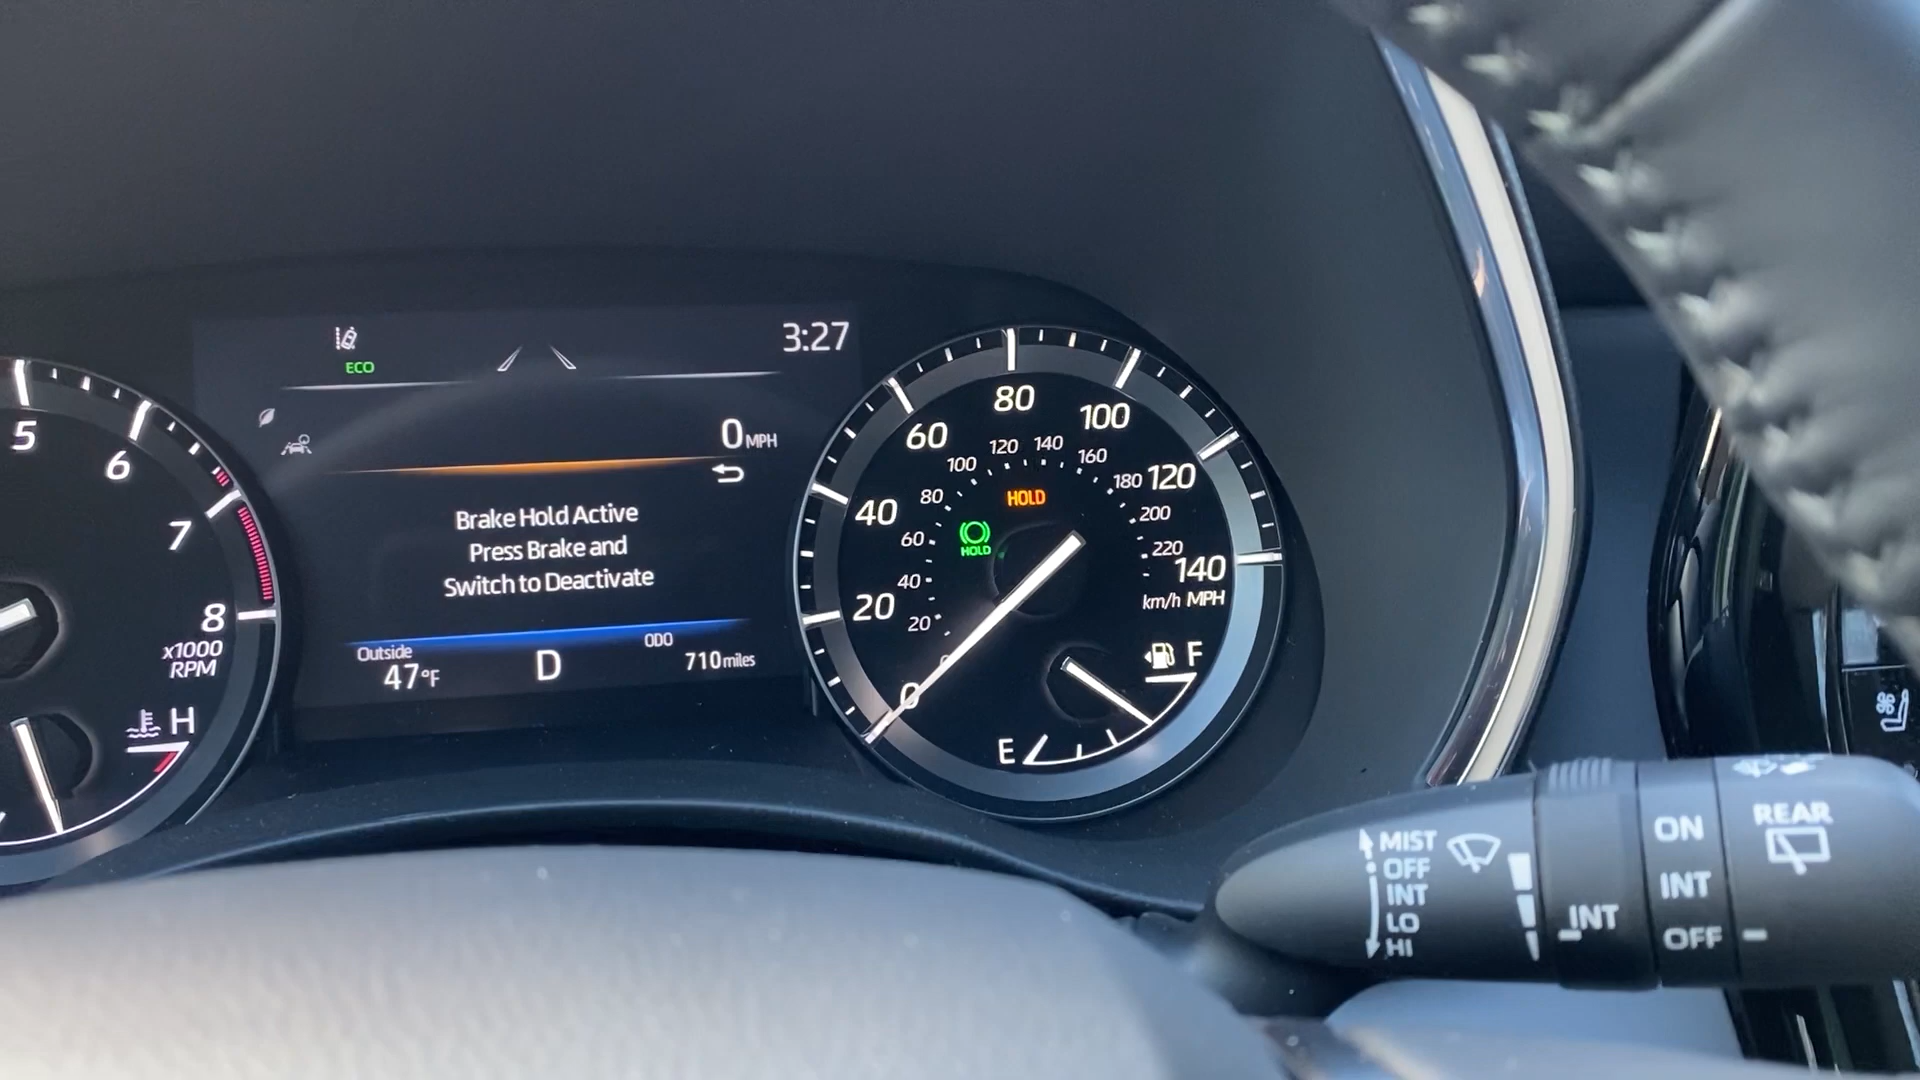 5
6
7
8
x1000
RPM
H
ECO
3:27
0 MPH
Brake Hold Active
Press Brake and
Switch to Deactivate
Outside
47°F
D
ODO
710 miles
0
20
40
60
80
100
120
140
km/h MPH
20
40
60
80
100
120
140
160
180
200
220
HOLD
HOLD
E
F
MIST
OFF
INT
LO
HI
INT
ON
INT
OFF
REAR